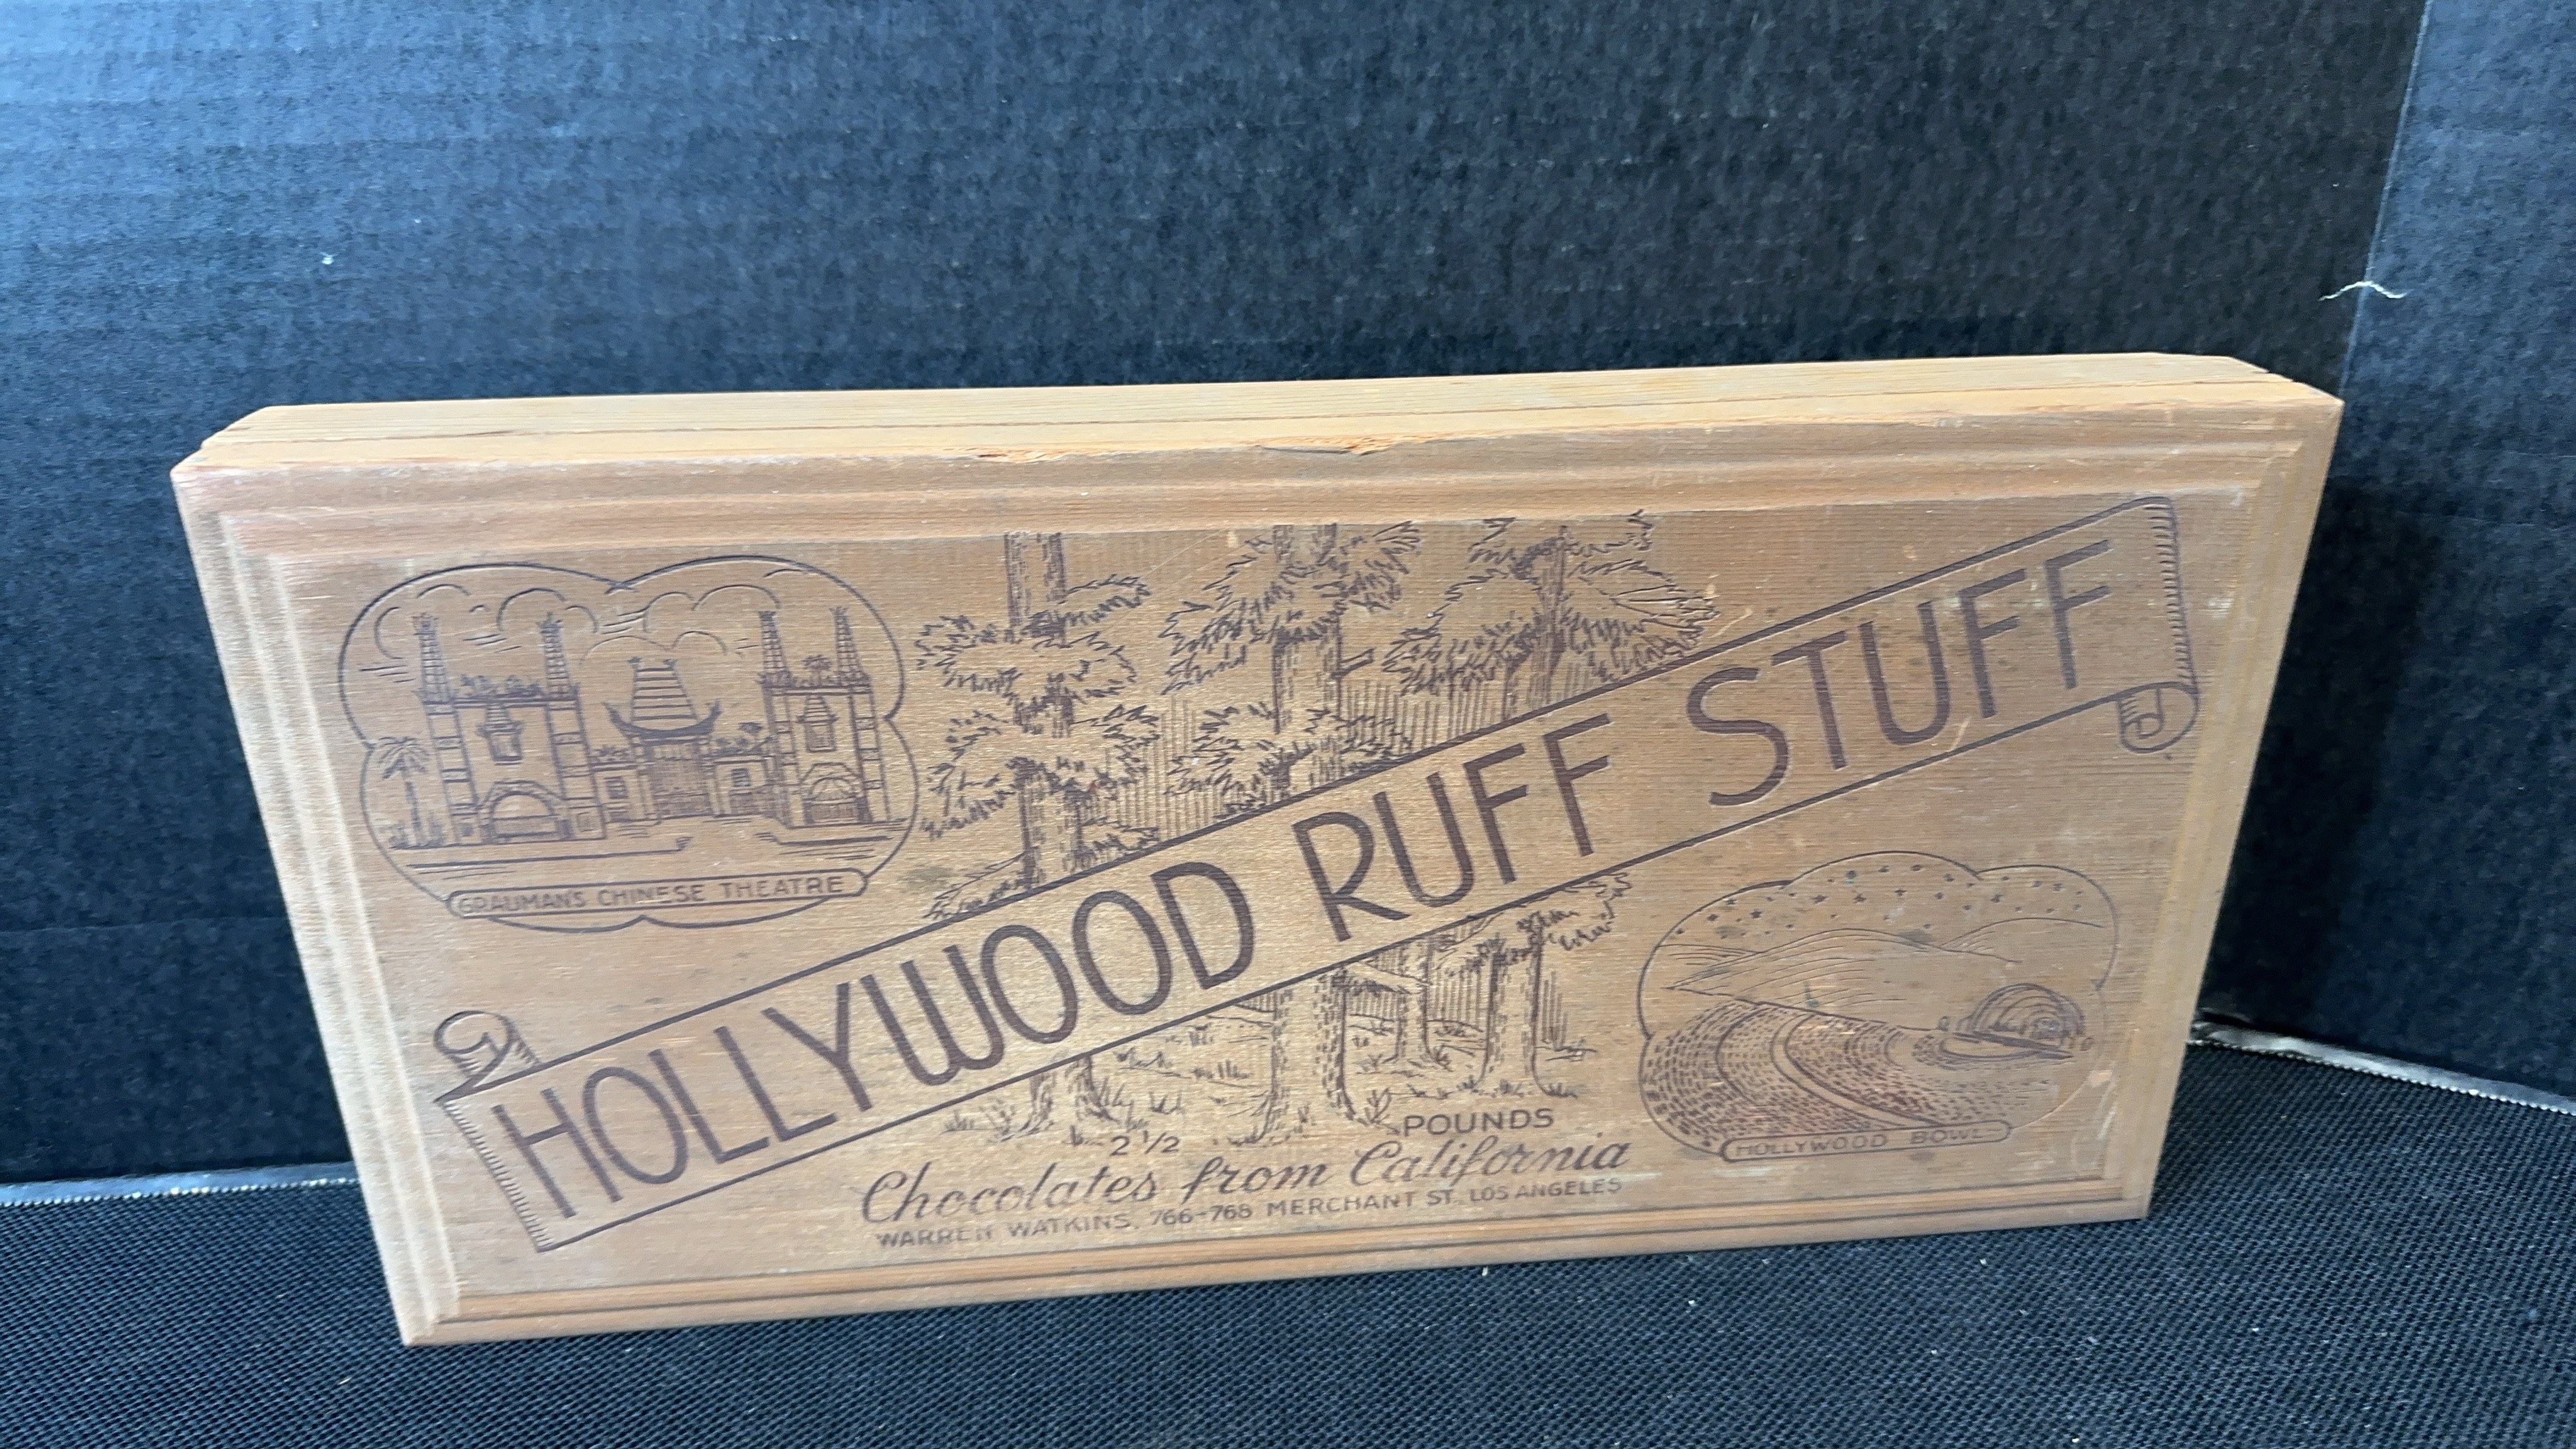 GRAUMAN'S CHINESE THEATRE
HOLLYWOOD RUFF STUFF
HOLLYWOOD BOWL
2 1/2 POUNDS
Chocolates from California
WARREN WATKINS, 766-768 MERCHANT ST. LOS ANGELES